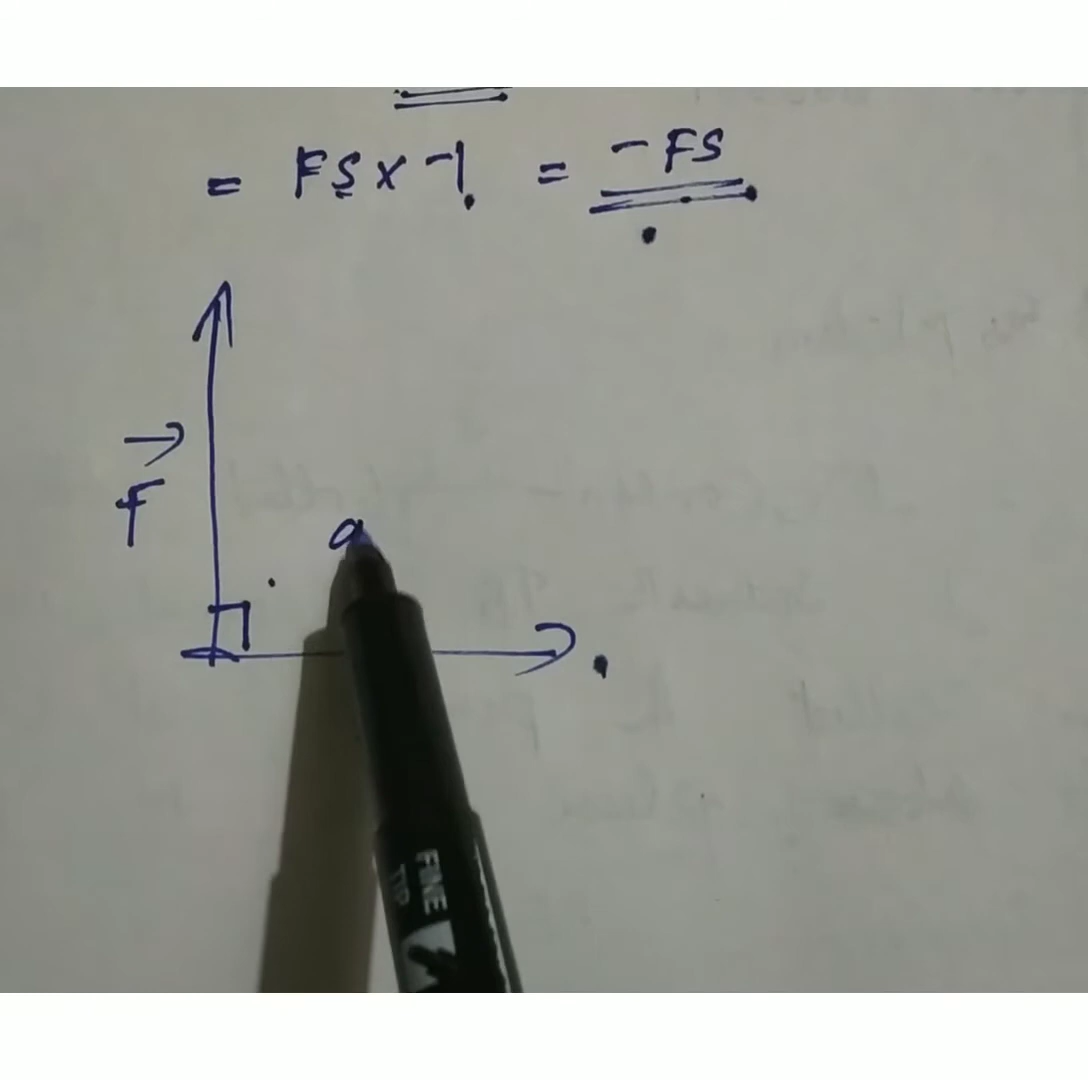 = FS × -1 = -FS
F
a
FINE
TIP